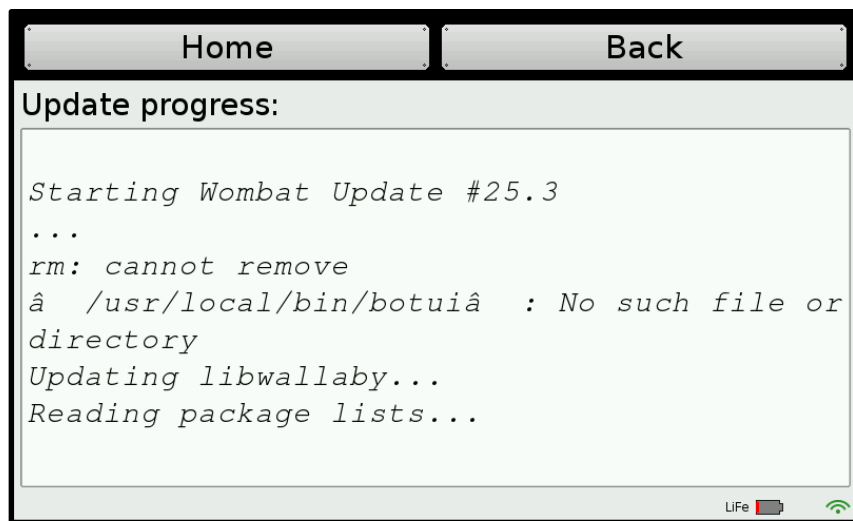 Home
Back
Update progress:
Starting Wombat Update #25.3
...
rm: cannot remove
â  /usr/local/bin/botuiâ  : No such file or
directory
Updating libwallaby...
Reading package lists...
LiFe